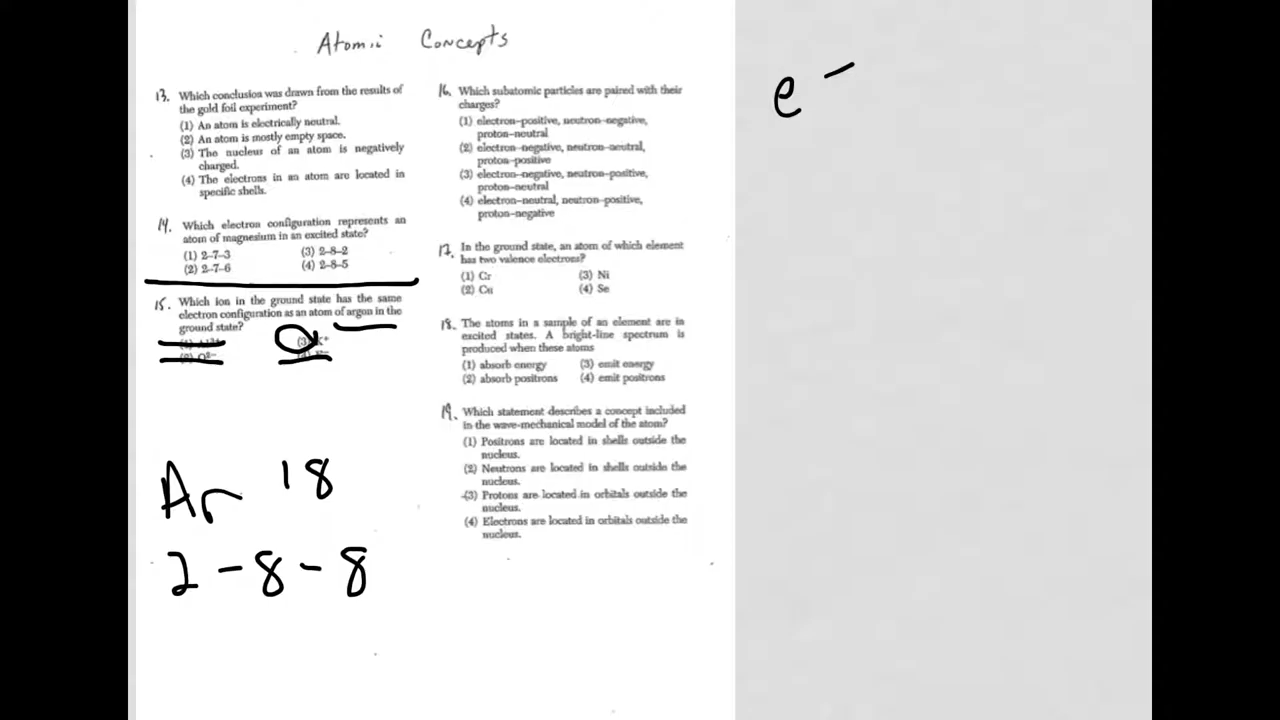 Atomic Concepts
13. Which conclusion was drawn from the results of
the gold foil experiment?
(1) An atom is electrically neutral.
(2) An atom is mostly empty space.
(3) The nucleus of an atom is negatively
charged.
(4) The electrons in an atom are located in
specific shells.
14. Which electron configuration represents an
atom of magnesium in an excited state?
(1) 2–7–3 (3) 2–8–2
(2) 2–7–6 (4) 2–8–5
15. Which ion in the ground state has the same
electron configuration as an atom of argon in the
ground state?
(3) K+
(2) O2–
Ar 18
2 - 8 - 8
16. Which subatomic particles are paired with their
charges?
(1) electron–positive, neutron–negative,
proton–neutral
(2) electron–negative, neutron–neutral,
proton–positive
(3) electron–negative, neutron–positive,
proton–neutral
(4) electron–neutral, neutron–positive,
proton–negative
17. In the ground state, an atom of which element
has two valence electrons?
(1) Cr (3) Ni
(2) Cu (4) Se
18. The atoms in a sample of an element are in
excited states. A bright-line spectrum is
produced when these atoms
(1) absorb energy (3) emit energy
(2) absorb positrons (4) emit positrons
19. Which statement describes a concept included
in the wave-mechanical model of the atom?
(1) Positrons are located in shells outside the
nucleus.
(2) Neutrons are located in shells outside the
nucleus.
(3) Protons are located in orbitals outside the
nucleus.
(4) Electrons are located in orbitals outside the
nucleus.
e –